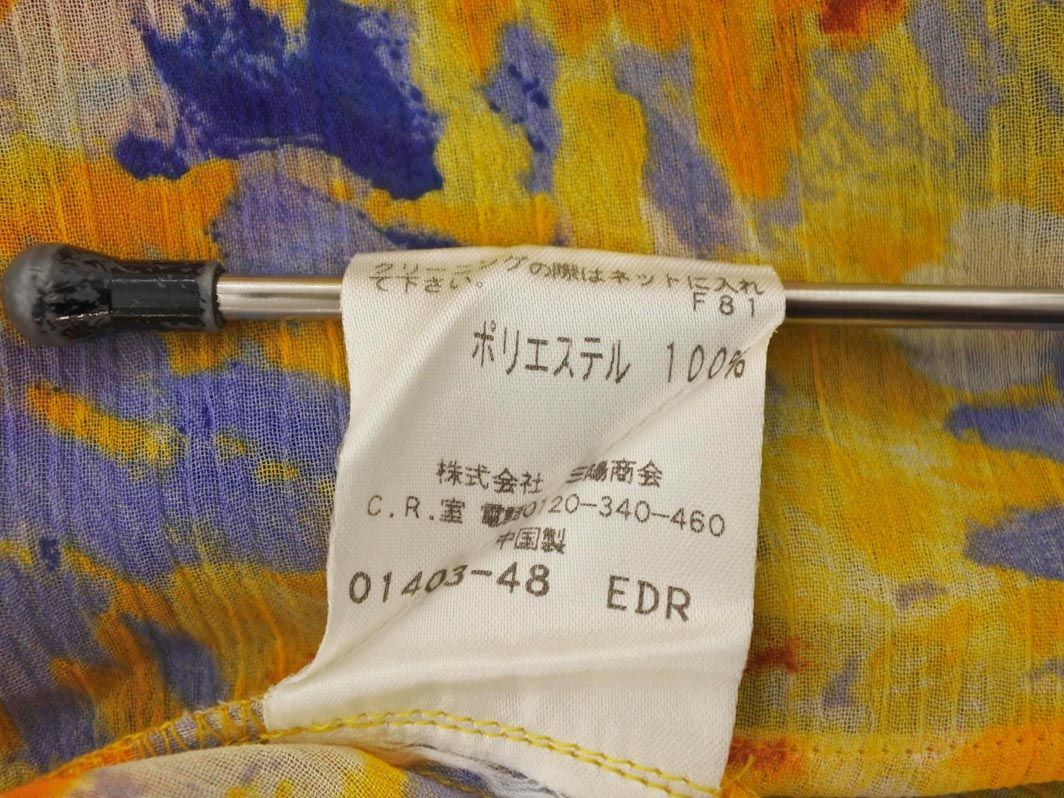 クリーニングの際はネットに入れ
て下さい。
F81
ポリエステル 100%
株式会社 三嶋商会
C.R.室 電話0120-340-460
中国製
01403-48 EDR